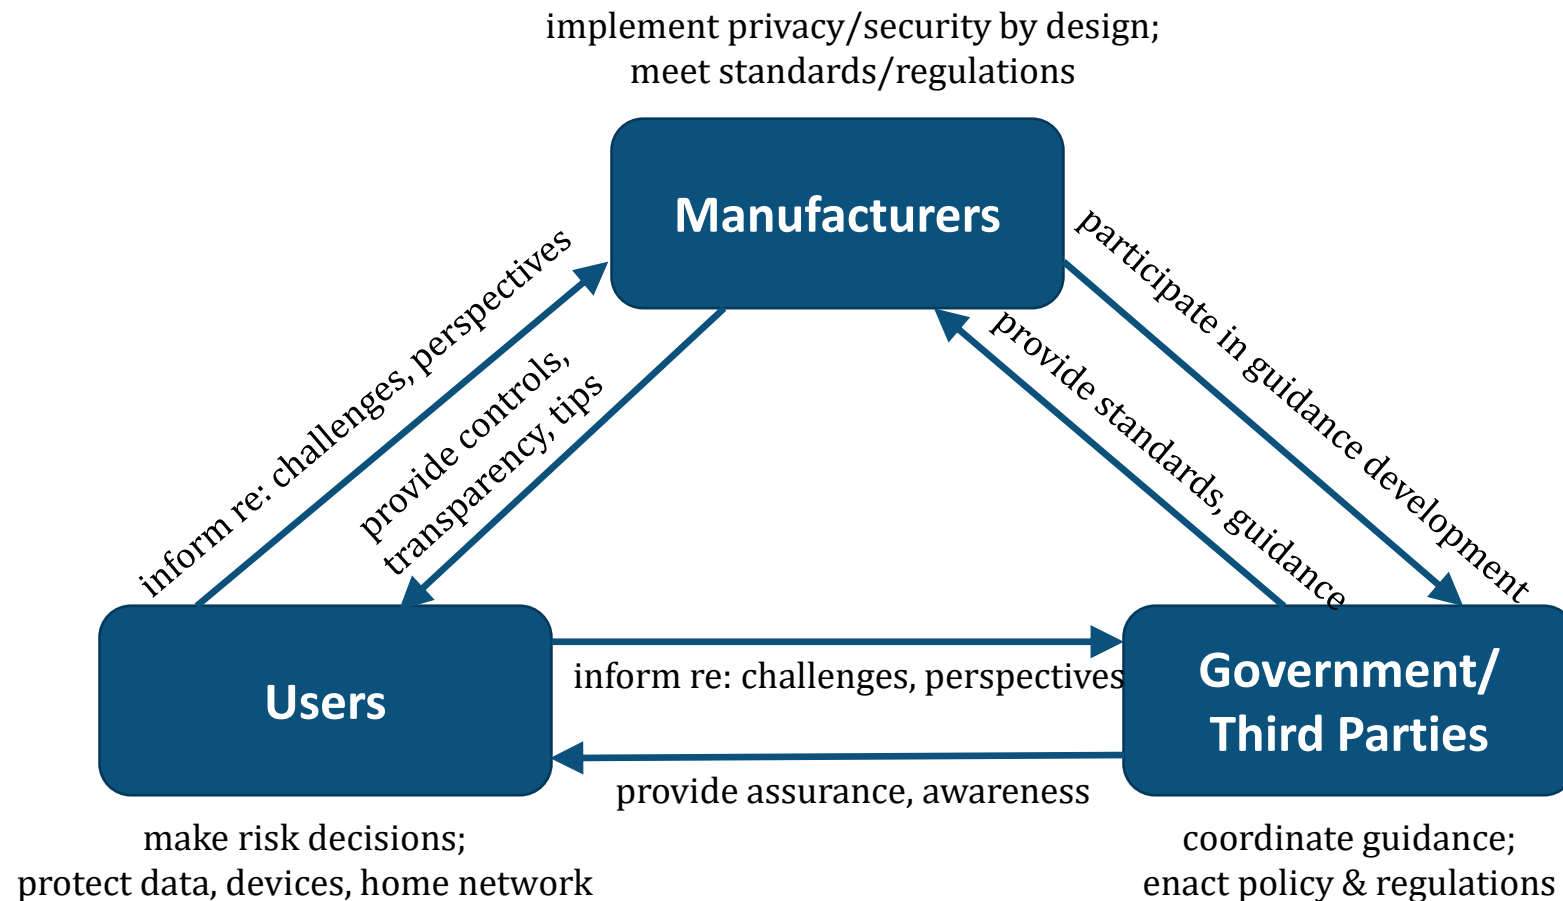 implement privacy/security by design;
meet standards/regulations
Manufacturers
inform re: challenges, perspectives
provide controls,
transparency, tips
provide standards, guidance
participate in guidance development
Users
inform re: challenges, perspectives
provide assurance, awareness
Government/
Third Parties
make risk decisions;
protect data, devices, home network
coordinate guidance;
enact policy & regulations